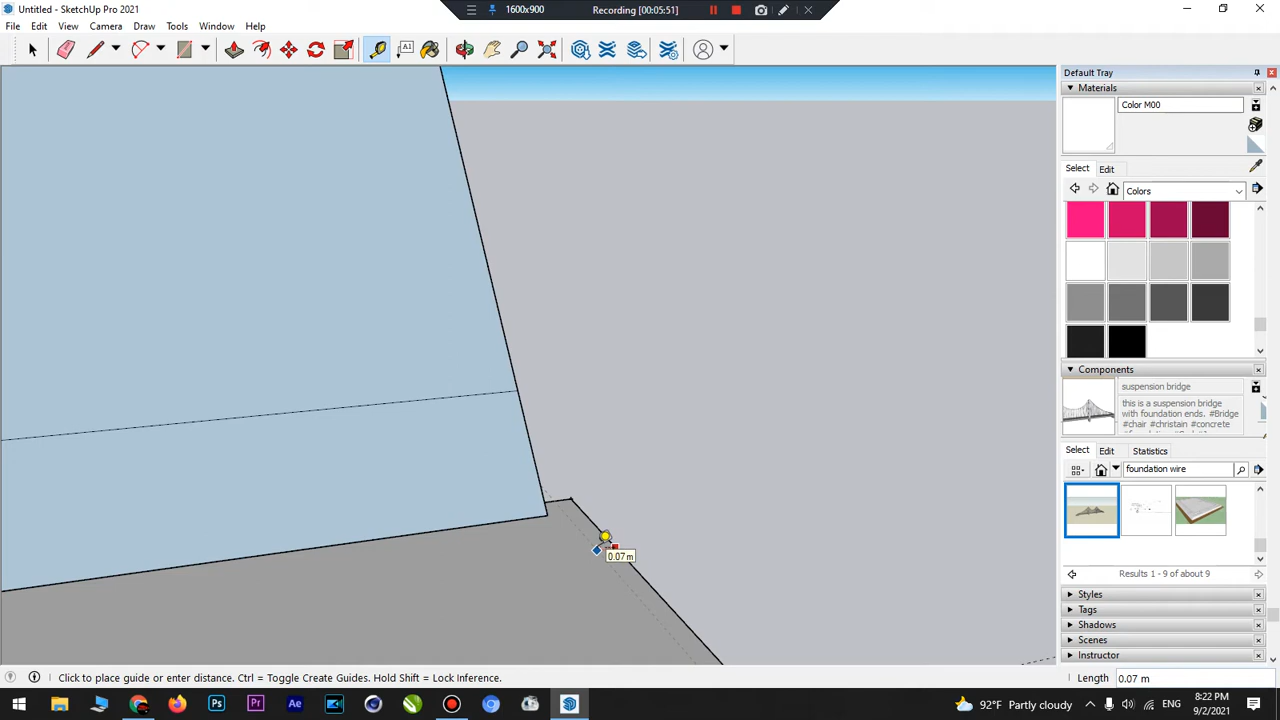 Untitled - SketchUp Pro 2021
1600x900
Recording [00:05:51]
File Edit View Camera Draw Tools Window Help
A1
Default Tray
Materials
Color M00
Select Edit
Colors
Components
suspension bridge
this is a suspension bridge
with foundation ends. #Bridge
#chair #christain #concrete
Select Edit Statistics
foundation wire
0.07 m
Results 1 - 9 of about 9
Styles
Tags
Shadows
Scenes
Instructor
Click to place guide or enter distance. Ctrl = Toggle Create Guides. Hold Shift = Lock Inference.
Length 0.07 m
Ps Pr Ae
92°F Partly cloudy
ENG
8:22 PM
9/2/2021